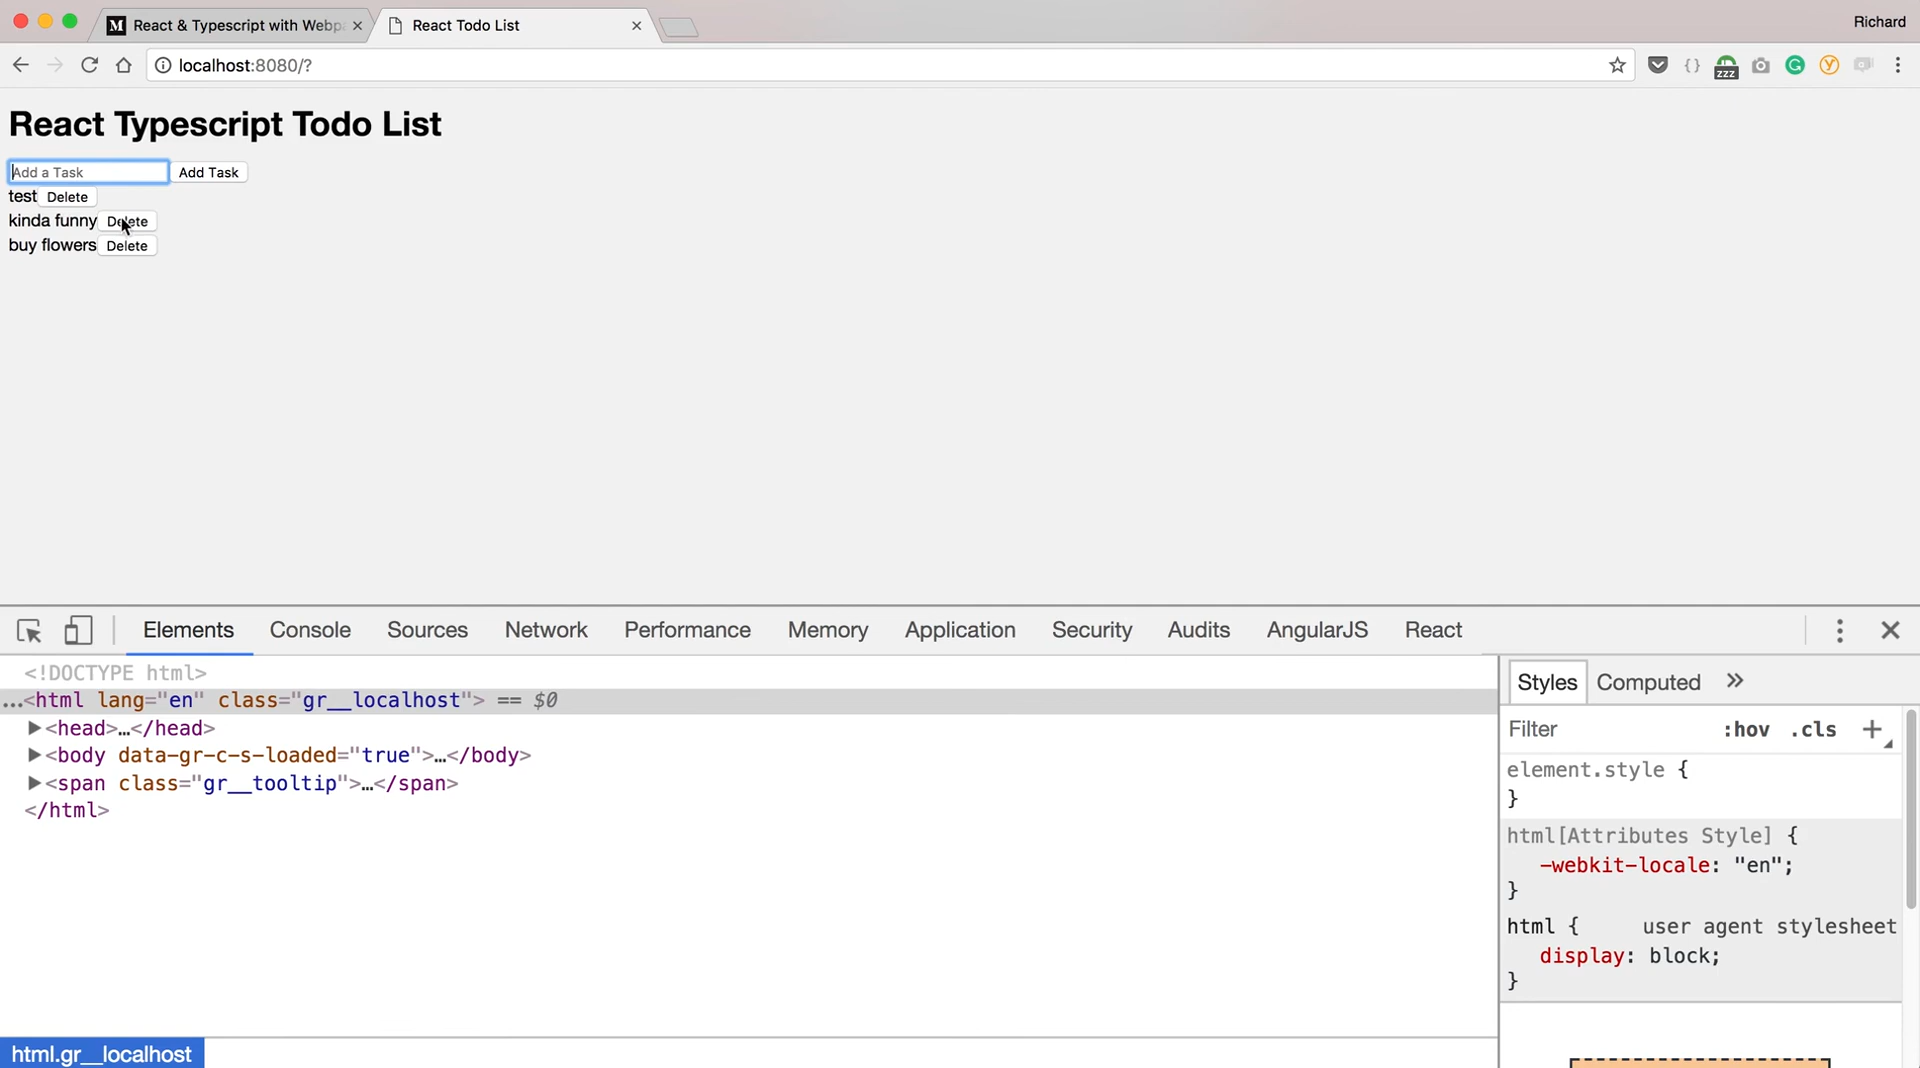 React & Typescript with Webpa
React Todo List
Richard
localhost:8080/?
zzz
React Typescript Todo List
Add a Task
Add Task
test Delete
kinda funny Delete
buy flowers Delete
Elements Console Sources Network Performance Memory Application Security Audits AngularJS React
<!DOCTYPE html>
…<html lang="en" class="gr__localhost"> == $0
▶<head>…</head>
▶<body data-gr-c-s-loaded="true">…</body>
▶<span class="gr__tooltip">…</span>
</html>
html.gr__localhost
Styles Computed »
Filter :hov .cls +
element.style {
}
html[Attributes Style] {
-webkit-locale: "en";
}
html { user agent stylesheet
display: block;
}